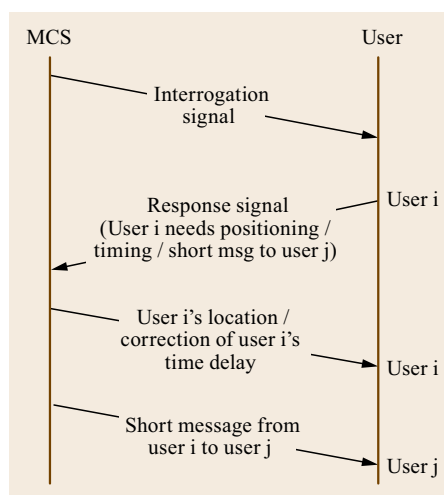 MCS
User
Interrogation
signal
User i
Response signal
(User i needs positioning /
timing / short msg to user j)
User i's location /
correction of user i's
time delay
User i
Short message from
user i to user j
User j